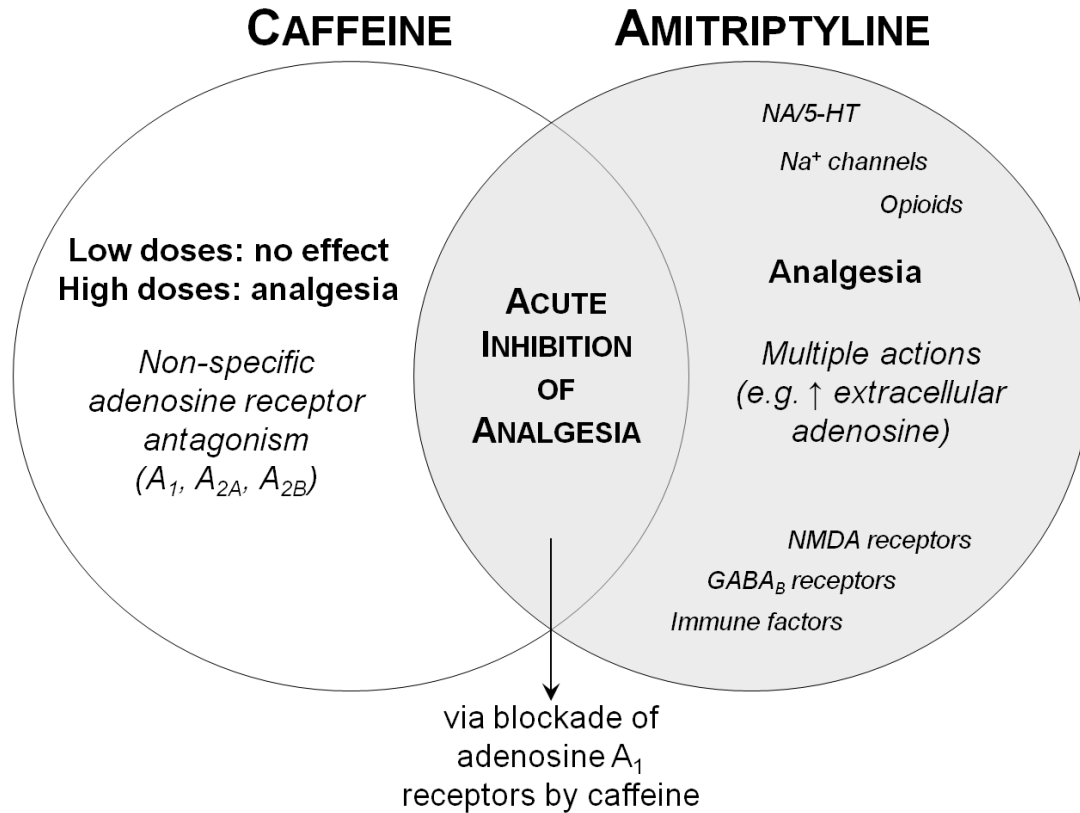 CAFFEINE
AMITRIPTYLINE
Low doses: no effect
High doses: analgesia
Non-specific
adenosine receptor
antagonism
(A₁, A₂A, A₂B)
ACUTE
INHIBITION
OF
ANALGESIA
NA/5-HT
Na⁺ channels
Opioids
Analgesia
Multiple actions
(e.g. ↑ extracellular
adenosine)
NMDA receptors
GABA_B receptors
Immune factors
via blockade of
adenosine A₁
receptors by caffeine